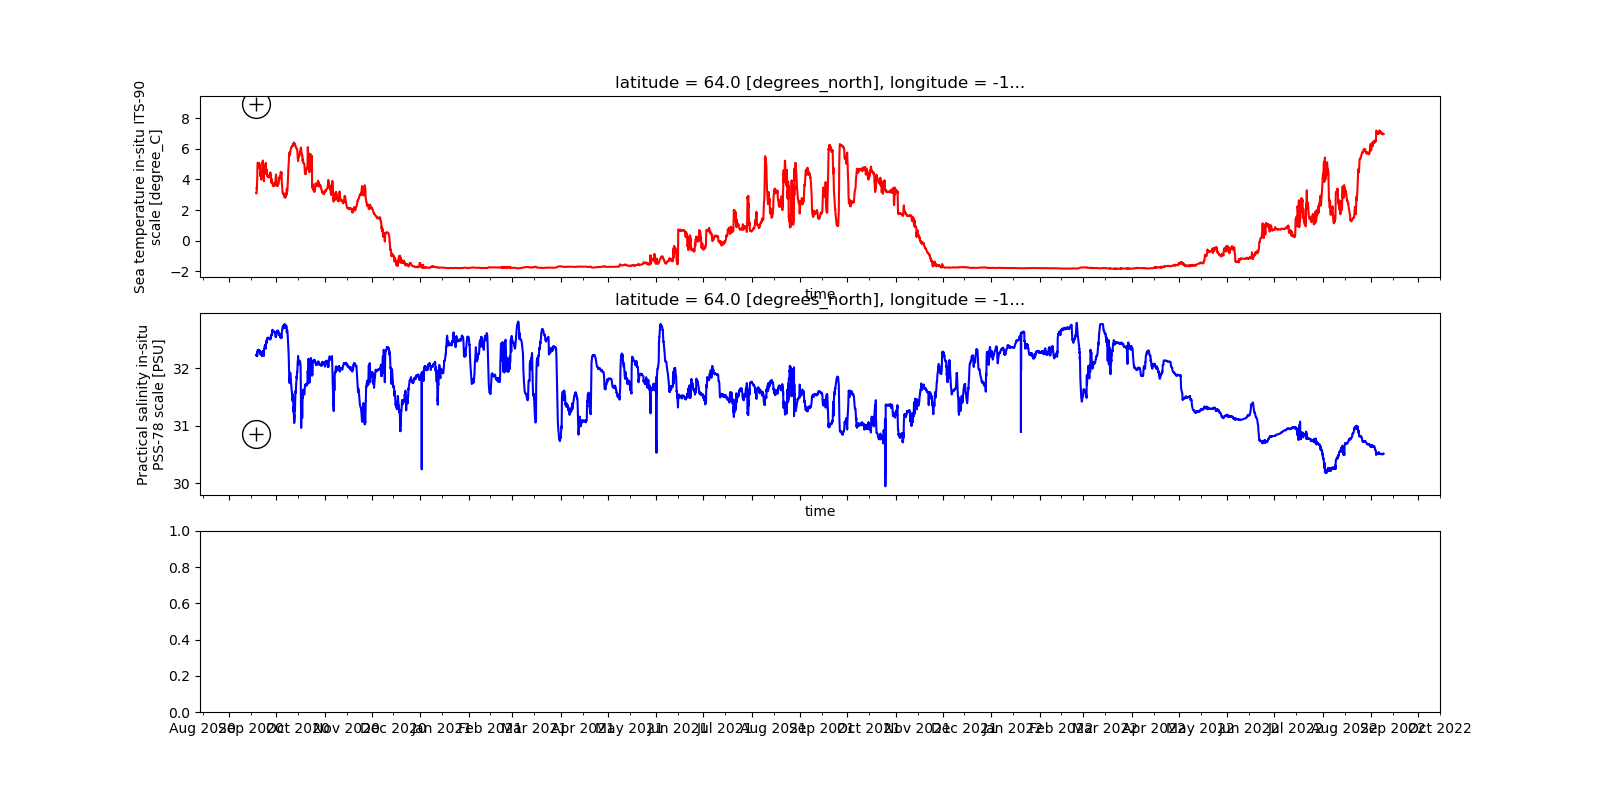 latitude = 64.0 [degrees_north], longitude = -1...
Sea temperature in-situ ITS-90
scale [degree_C]
8
6
4
2
0
−2
time
latitude = 64.0 [degrees_north], longitude = -1...
Practical salinity in-situ
PSS-78 scale [PSU]
32
31
30
time
1.0
0.8
0.6
0.4
0.2
0.0
Aug 2020 Sep 2020 Oct 2020 Nov 2020 Dec 2020 Jan 2021 Feb 2021 Mar 2021 Apr 2021 May 2021 Jun 2021 Jul 2021 Aug 2021 Sep 2021 Oct 2021 Nov 2021 Dec 2021 Jan 2022 Feb 2022 Mar 2022 Apr 2022 May 2022 Jun 2022 Jul 2022 Aug 2022 Sep 2022 Oct 2022